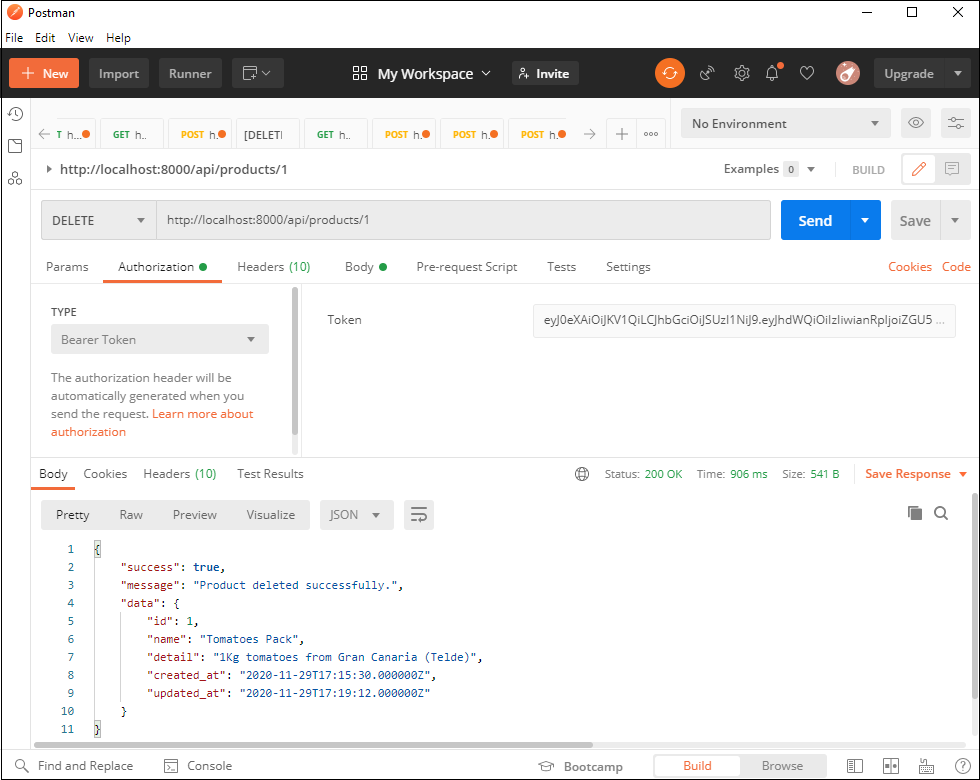 Postman
File Edit View Help
New Import Runner My Workspace Invite Upgrade
T h... GET h.. POST h. [DELETI GET h.. POST h. POST h. POST h. No Environment
http://localhost:8000/api/products/1 Examples 0 BUILD
DELETE http://localhost:8000/api/products/1 Send Save
Params Authorization Headers (10) Body Pre-request Script Tests Settings Cookies Code
TYPE
Bearer Token
Token eyJ0eXAiOiJKV1QiLCJhbGciOiJSUzI1NiJ9.eyJhdWQiOiIzIiwianRpIjoiZGU5 ...
The authorization header will be
automatically generated when you
send the request. Learn more about
authorization
Body Cookies Headers (10) Test Results Status: 200 OK Time: 906 ms Size: 541 B Save Response
Pretty Raw Preview Visualize JSON
1 {
2 "success": true,
3 "message": "Product deleted successfully.",
4 "data": {
5 "id": 1,
6 "name": "Tomatoes Pack",
7 "detail": "1Kg tomatoes from Gran Canaria (Telde)",
8 "created_at": "2020-11-29T17:15:30.000000Z",
9 "updated_at": "2020-11-29T17:19:12.000000Z"
10 }
11 }
Find and Replace Console Bootcamp Build Browse